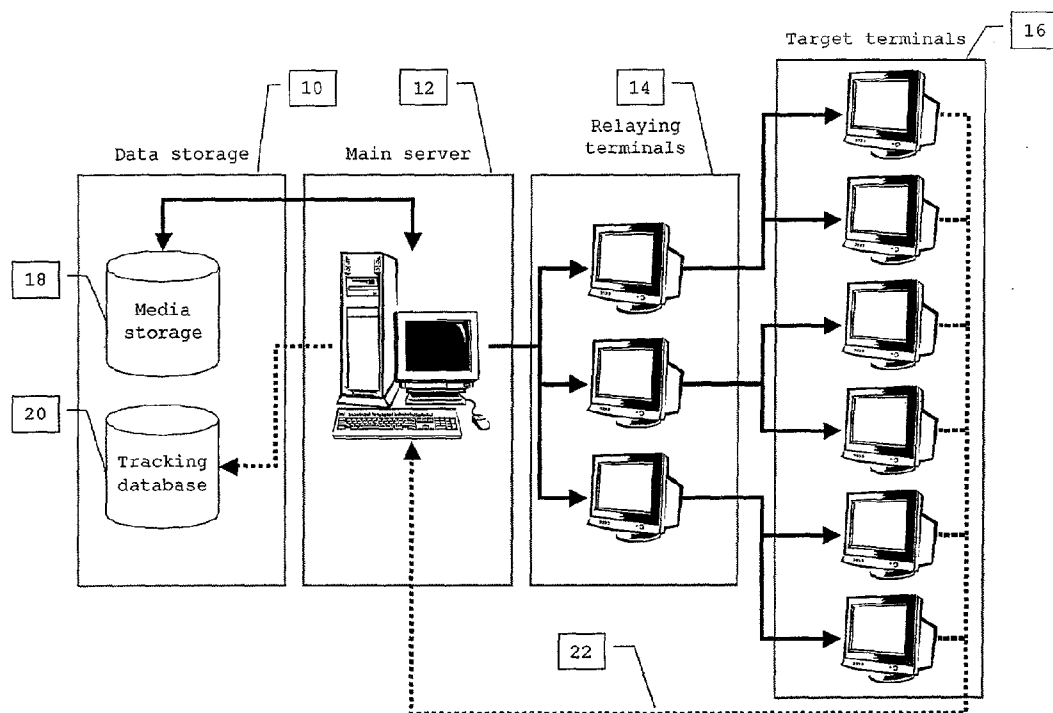 16
Target terminals
10
12
14
Relaying
terminals
Data storage
Main server
18
Media
storage
20
Tracking
database
22